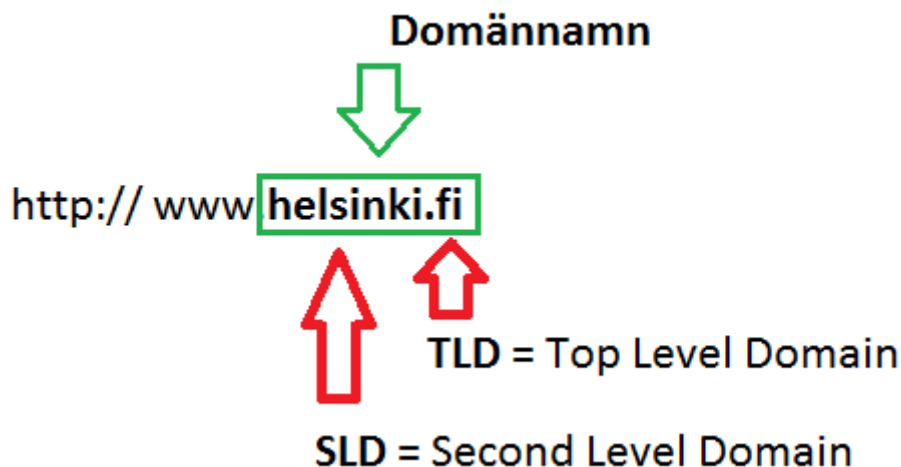 Domännamn
http:// www helsinki.fi
TLD = Top Level Domain
SLD = Second Level Domain